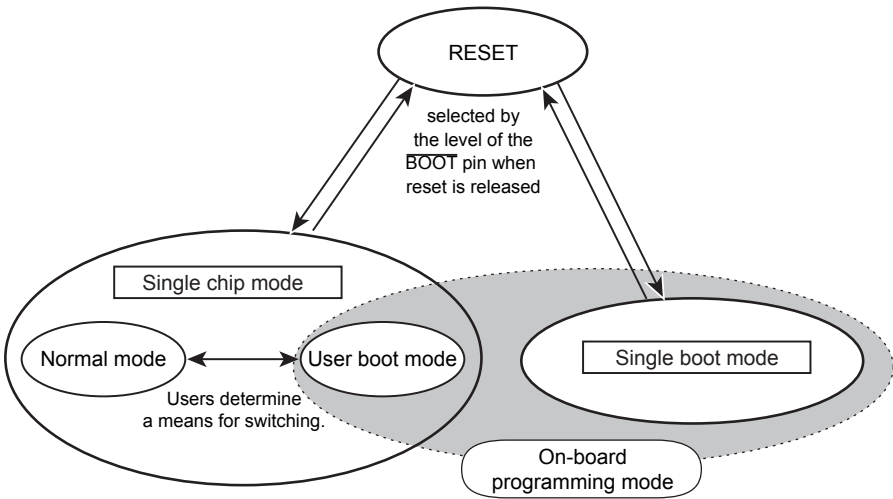 RESET
selected by
the level of the
B̅O̅O̅T̅ pin when
reset is released
Single chip mode
Normal mode
User boot mode
Users determine
a means for switching.
Single boot mode
On-board
programming mode